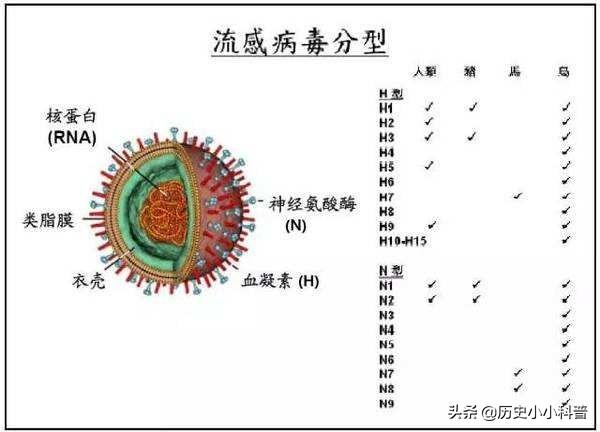 流感病毒分型
人類 豬 馬 鳥
核蛋白
(RNA)
类脂膜
衣壳
神经氨酸酶
(N)
血凝素 (H)
H 型
H1
H2
H3
H4
H5
H6
H7
H8
H9
H10-H15
N 型
N1
N2
N3
N4
N5
N6
N7
N8
N9
头条 @历史小小科普